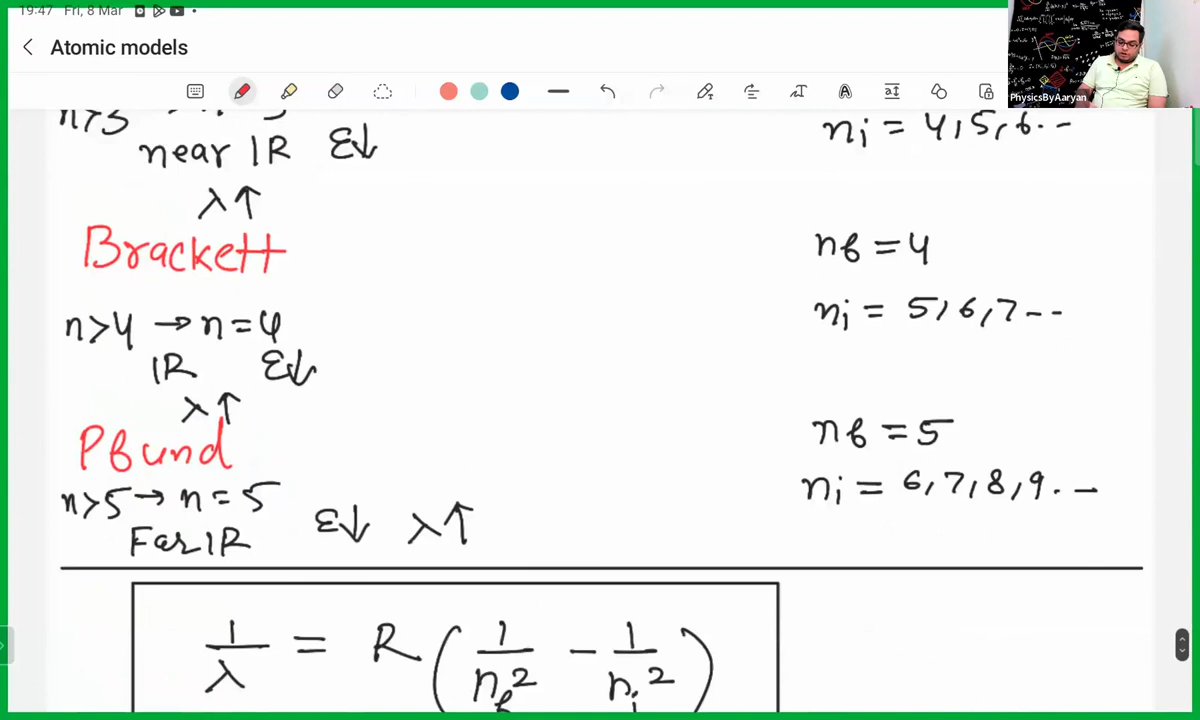 19:47 Fri, 8 Mar
Atomic models
PhysicsByAaryan
near IR E↓
nᵢ = 4,5,6...
λ↑
Brackett
nf = 4
n>4 → n=4
nᵢ = 5,6,7--
IR E↓
λ↑
Pfund
nf = 5
n>5 → n=5
nᵢ = 6,7,8,9...
Far IR E↓ λ↑
1/λ = R(1/nf² - 1/nᵢ²)